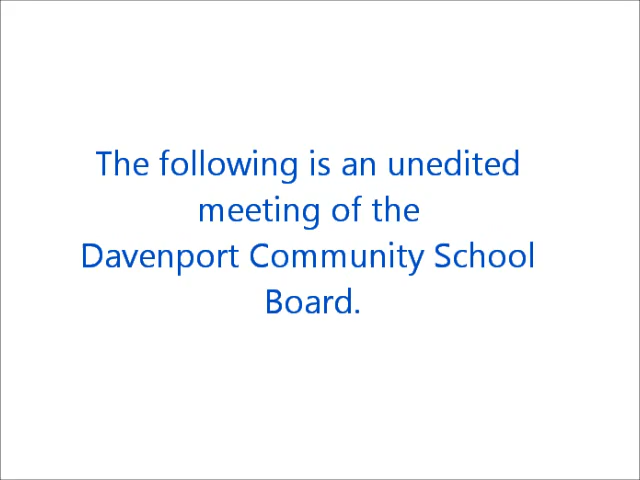 The following is an unedited
meeting of the
Davenport Community School
Board.